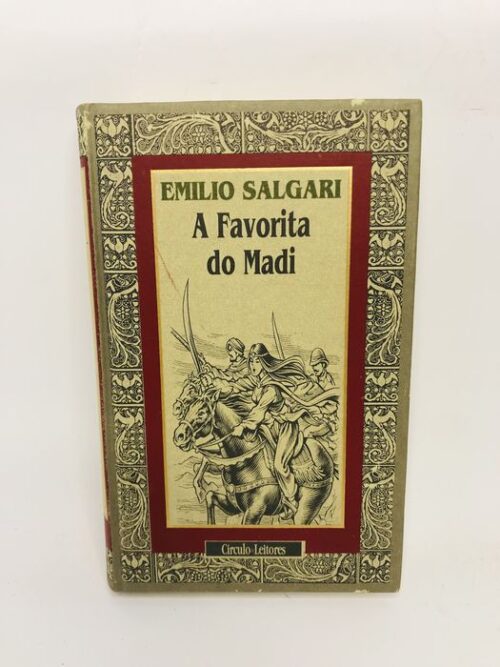 EMILIO SALGARI
A Favorita
do Madi
Círculo Leitores